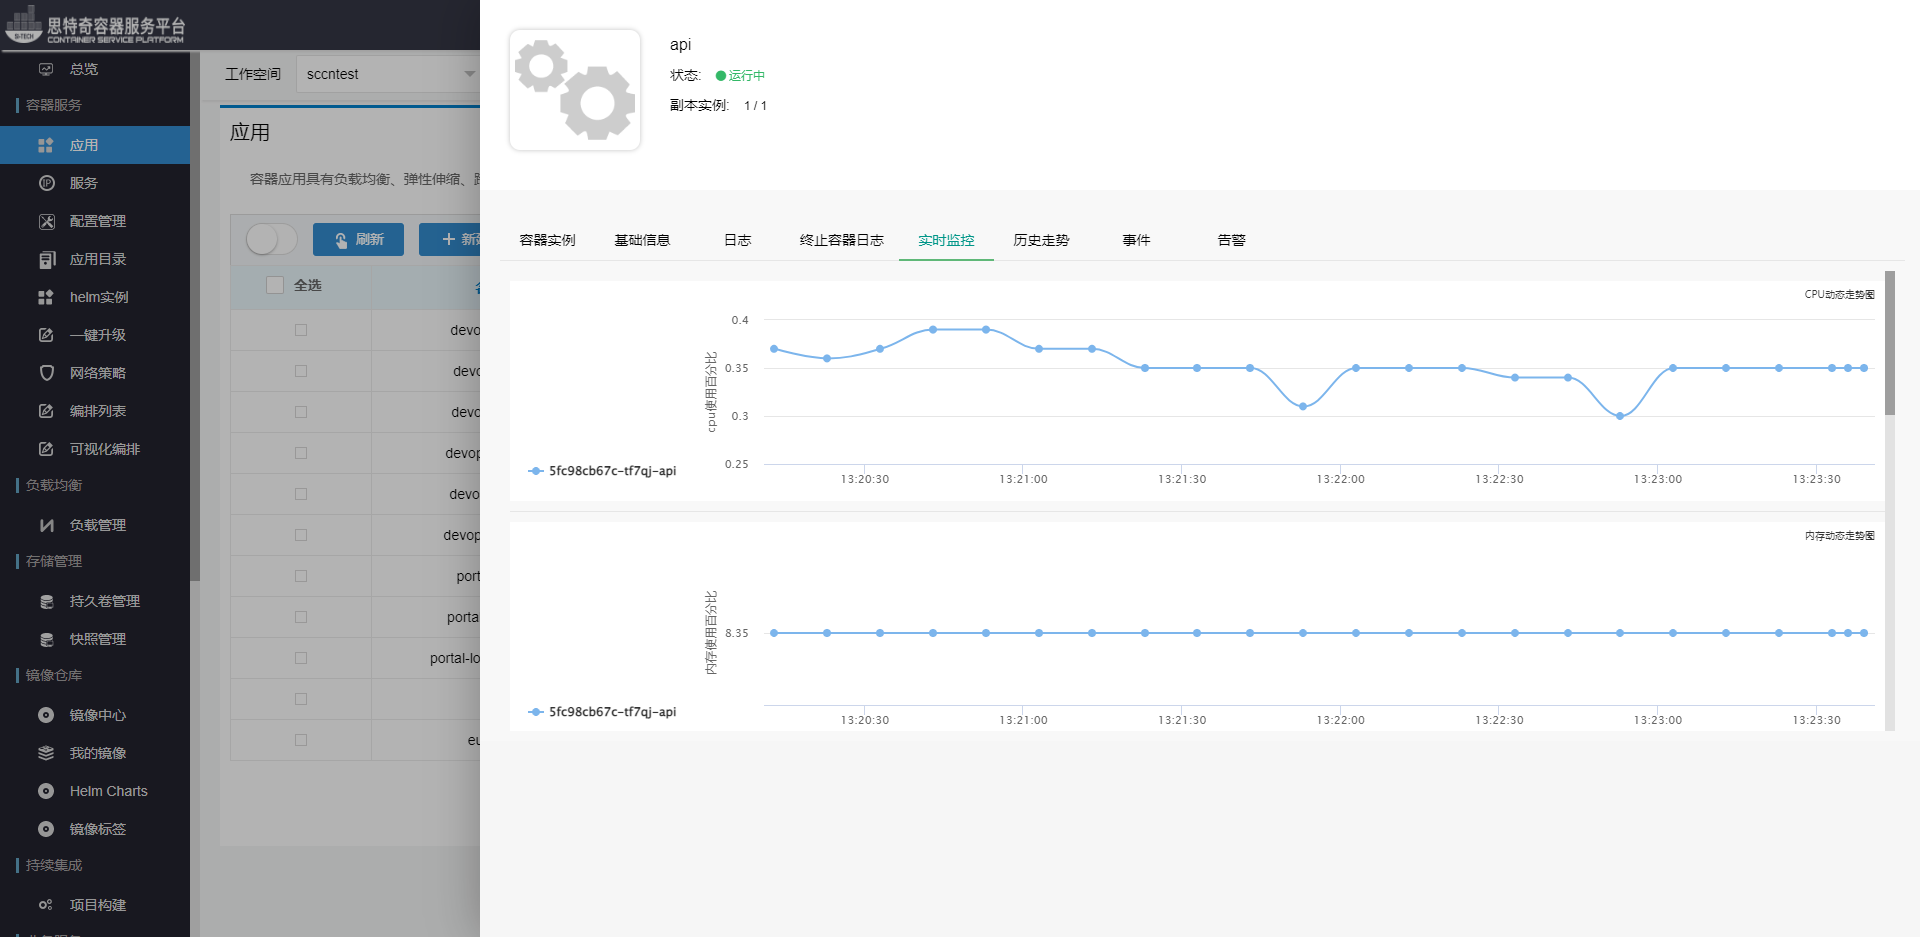 思特奇容器服务平台
CONTAINER SERVICE PLATFORM
SI-TECH
总览
容器服务
应用
服务
配置管理
应用目录
helm实例
一键升级
网络策略
编排列表
可视化编排
负载均衡
负载管理
存储管理
持久卷管理
快照管理
镜像仓库
镜像中心
我的镜像
Helm Charts
镜像标签
持续集成
项目构建
工作空间
sccntest
应用
容器应用具有负载均衡、弹性伸缩、
刷新
新
全选
devo
devo
devo
devop
devo
devop
port
porta
portal-lo
eu
api
状态:
运行中
副本实例:
1 / 1
容器实例
基础信息
日志
终止容器日志
实时监控
历史走势
事件
告警
CPU动态走势图
cpu使用百分比
0.4
0.35
0.3
0.25
5fc98cb67c-tf7qj-api
13:20:30
13:21:00
13:21:30
13:22:00
13:22:30
13:23:00
13:23:30
内存动态走势图
内存使用百分比
8.35
5fc98cb67c-tf7qj-api
13:20:30
13:21:00
13:21:30
13:22:00
13:22:30
13:23:00
13:23:30